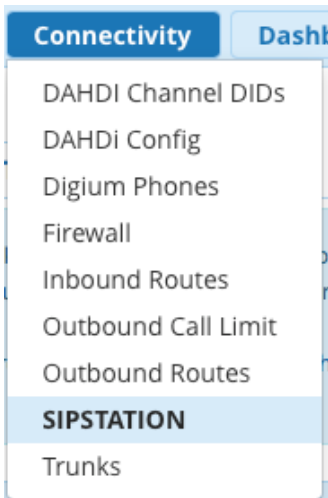 Connectivity Dashb
DAHDI Channel DIDs
DAHDi Config
Digium Phones
Firewall
Inbound Routes
Outbound Call Limit
Outbound Routes
SIPSTATION
Trunks